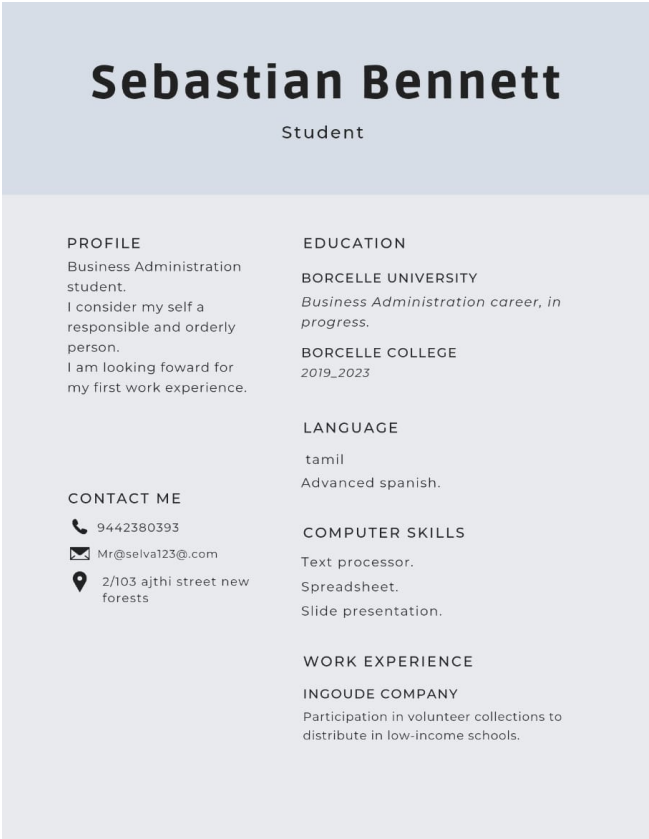 Sebastian Bennett
Student
PROFILE
Business Administration
student.
I consider my self a
responsible and orderly
person.
I am looking foward for
my first work experience.
CONTACT ME
9442380393
Mr@selva123@.com
2/103 ajthi street new
forests
EDUCATION
BORCELLE UNIVERSITY
Business Administration career, in
progress.
BORCELLE COLLEGE
2019_2023
LANGUAGE
tamil
Advanced spanish.
COMPUTER SKILLS
Text processor.
Spreadsheet.
Slide presentation.
WORK EXPERIENCE
INGOUDE COMPANY
Participation in volunteer collections to
distribute in low-income schools.